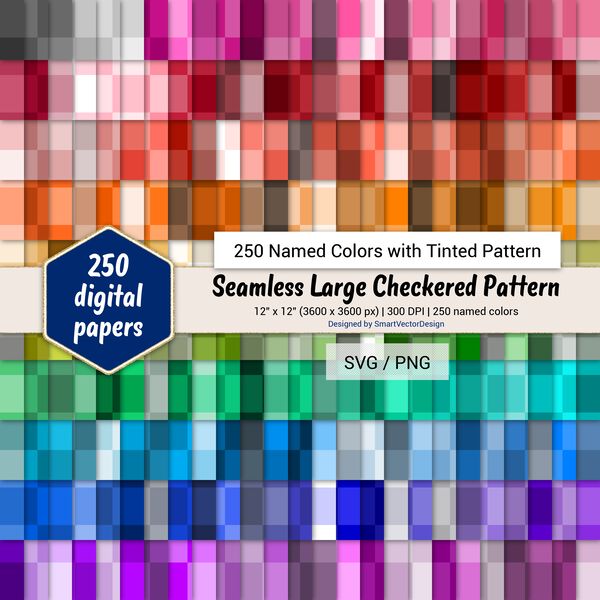 250 Named Colors with Tinted Pattern
250
digital
papers
Seamless Large Checkered Pattern
12" x 12" (3600 x 3600 px) | 300 DPI | 250 named colors
Designed by SmartVectorDesign
SVG / PNG